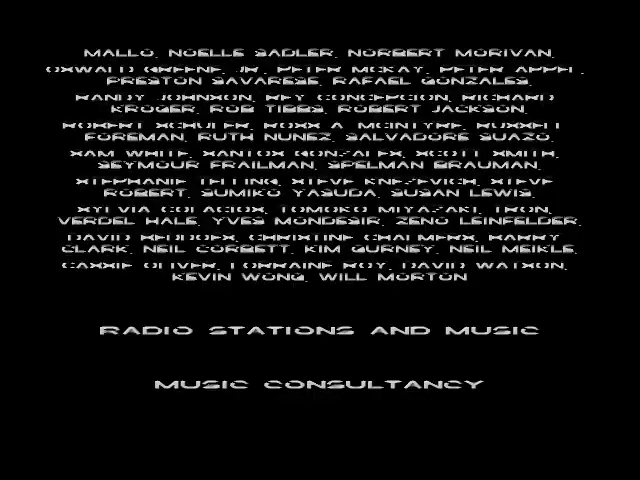 MALLO, NOELLE SADLER, NORBERT MORIVAN,
OSWALD GREENE, JR, PETER MCKAY, PETER APPEL,
PRESTON SAVARESE, RAFAEL GONZALES,
RANDY JOHNSON, REY CONCEPCION, RICHARD
KROGER, ROB TIBBS, ROBERT JACKSON,
ROBERT SCHULER, ROSS A. MCINTYRE, RUSSELL
FOREMAN, RUTH NUNEZ, SALVADORE SUAZO,
SAM WHITE, SANTOS GONZALES, SCOTT SMITH,
SEYMOUR FRAILMAN, SPELMAN BRAUMAN,
STEPHANIE TELLING, STEVE KNEZEVICH, STEVE
ROBERT, SUMIKO YASUDA, SUSAN LEWIS,
SYLVIA TOMOKO MIYAZAKI, TRON,
VERDEL HALE, YVES MONDESIR, ZENO LEINFELDER,
DAVID BEDDOES, CHRISTINE CHALMERS, BARRY
CLARK, NEIL CORBETT, KIM GURNEY, NEIL MEIKLE,
CASSIE OLIVER, LORRAINE ROY, DAVID WATSON,
KEVIN WONG, WILL MORTON
RADIO STATIONS AND MUSIC
MUSIC CONSULTANCY